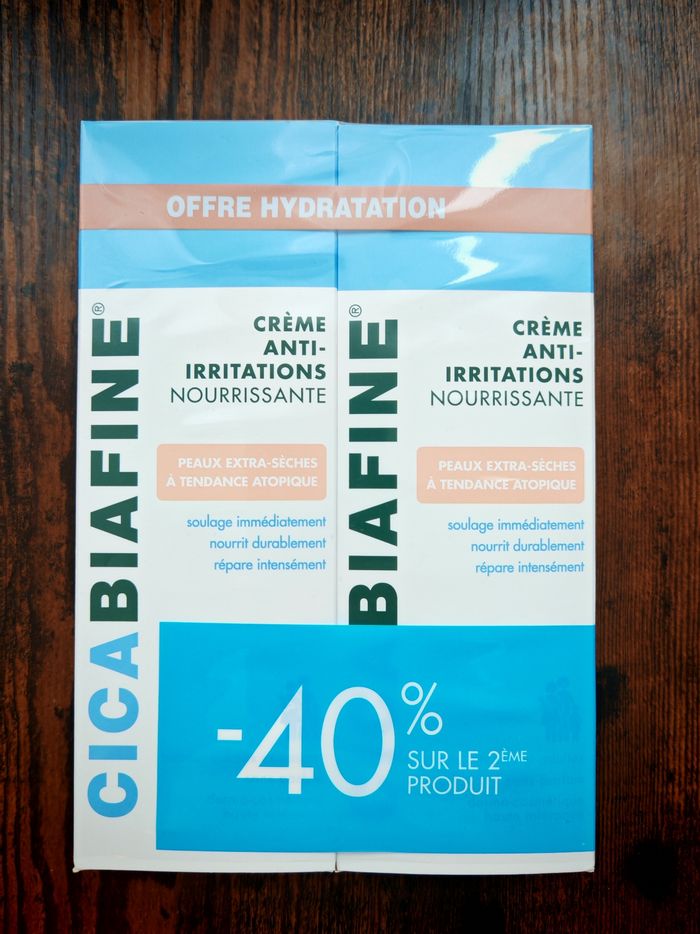 OFFRE HYDRATATION
CICABIAFINE®
CRÈME
ANTI-
IRRITATIONS
NOURRISSANTE
PEAUX EXTRA-SÈCHES
À TENDANCE ATOPIQUE
soulage immédiatement
nourrit durablement
répare intensément
BIAFINE®
CRÈME
ANTI-
IRRITATIONS
NOURRISSANTE
PEAUX EXTRA-SÈCHES
À TENDANCE ATOPIQUE
soulage immédiatement
nourrit durablement
répare intensément
-40%
SUR LE 2ÈME
PRODUIT